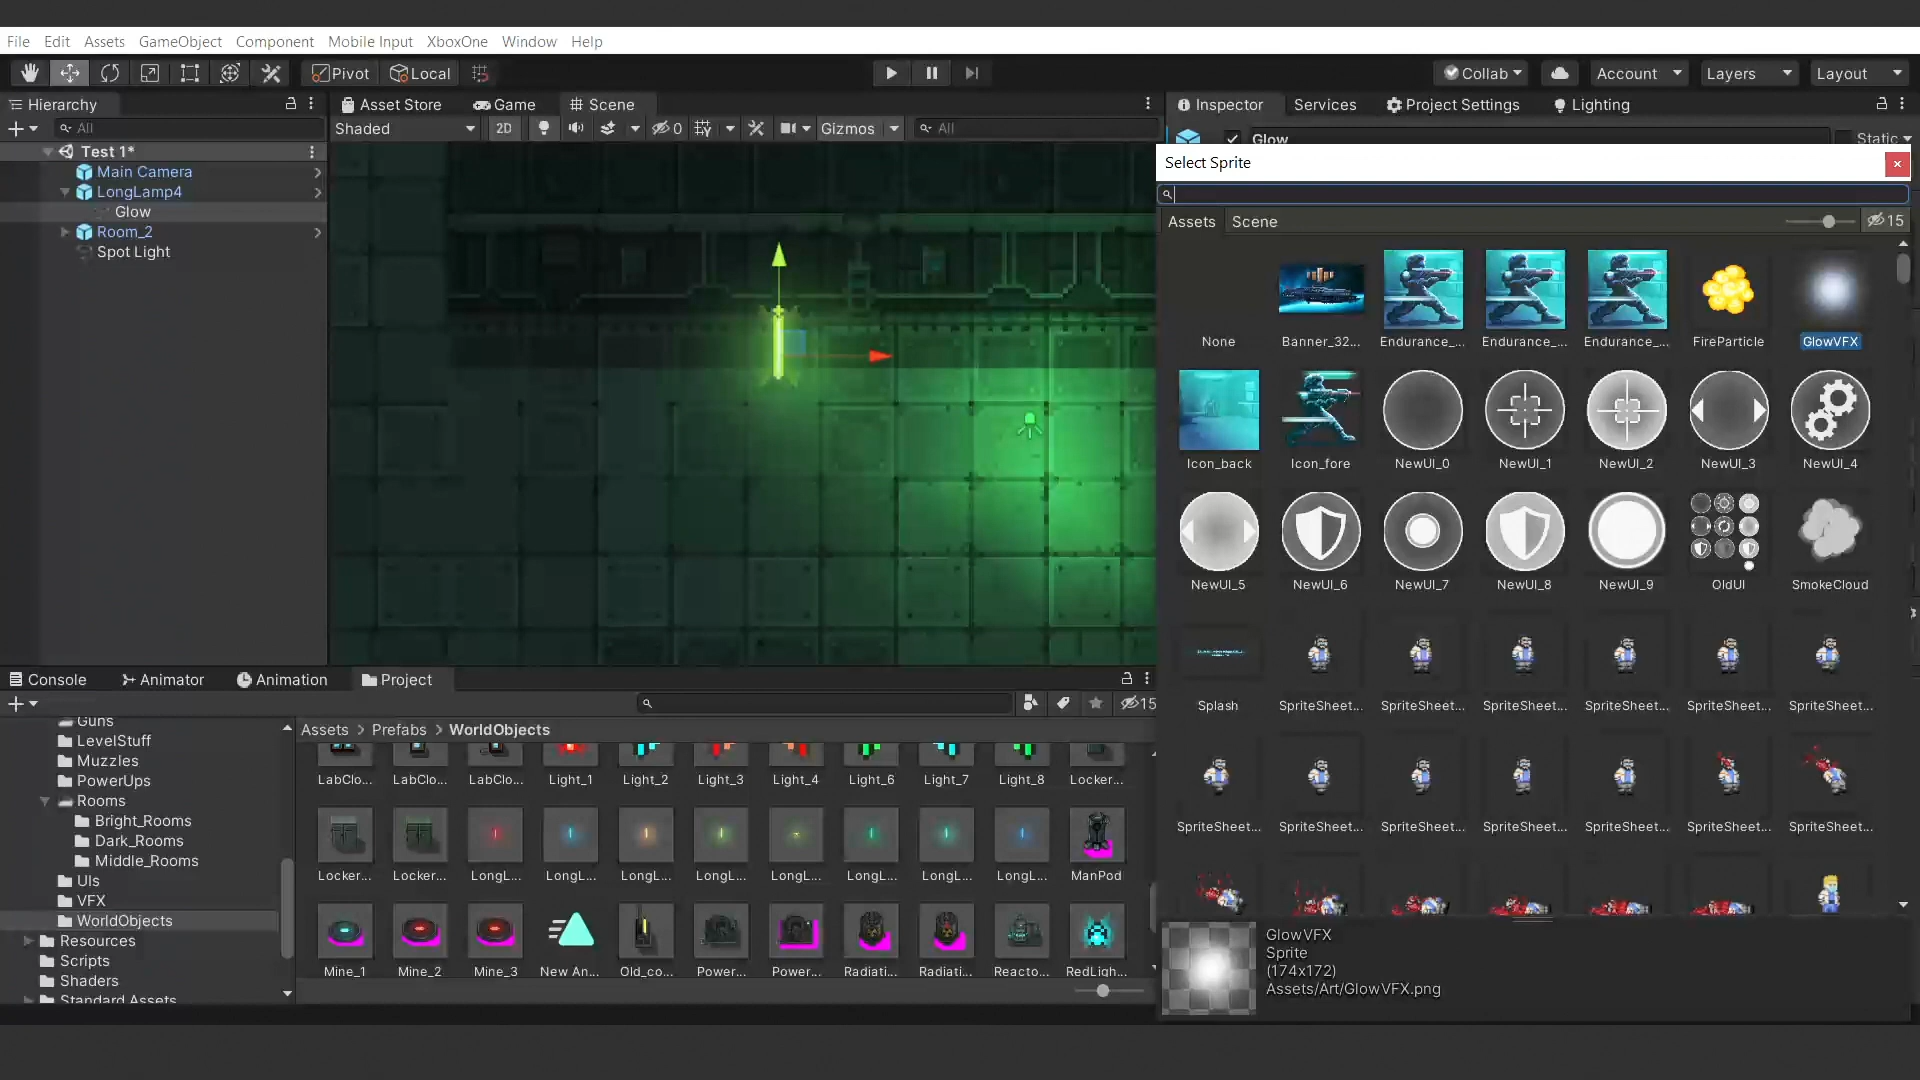 File Edit Assets GameObject Component Mobile Input XboxOne Window Help
Pivot Local Collab Account Layers Layout
Hierarchy
All
Test 1*
Main Camera
LongLamp4
Glow
Room_2
Spot Light
Asset Store Game Scene
Shaded 2D 0 Gizmos All
Inspector Services Project Settings Lighting
Glow Static
Select Sprite
Assets Scene 15
None Banner_32... Endurance_... Endurance_... Endurance_... FireParticle GlowVFX
Icon_back Icon_fore NewUI_0 NewUI_1 NewUI_2 NewUI_3 NewUI_4
NewUI_5 NewUI_6 NewUI_7 NewUI_8 NewUI_9 OldUI SmokeCloud
Splash SpriteSheet... SpriteSheet... SpriteSheet... SpriteSheet... SpriteSheet... SpriteSheet...
SpriteSheet... SpriteSheet... SpriteSheet... SpriteSheet... SpriteSheet... SpriteSheet... SpriteSheet...
GlowVFX
Sprite
(174x172)
Assets/Art/GlowVFX.png
Console Animator Animation Project
15
Guns
LevelStuff
Muzzles
PowerUps
Rooms
Bright_Rooms
Dark_Rooms
Middle_Rooms
UIs
VFX
WorldObjects
Resources
Scripts
Shaders
Standard Assets
Assets > Prefabs > WorldObjects
LabClo... LabClo... LabClo... Light_1 Light_2 Light_3 Light_4 Light_6 Light_7 Light_8 Locker...
Locker... Locker... LongL... LongL... LongL... LongL... LongL... LongL... LongL... LongL... ManPod
Mine_1 Mine_2 Mine_3 New An... Old_co... Power... Power... Radiati... Radiati... Reacto... RedLigh...